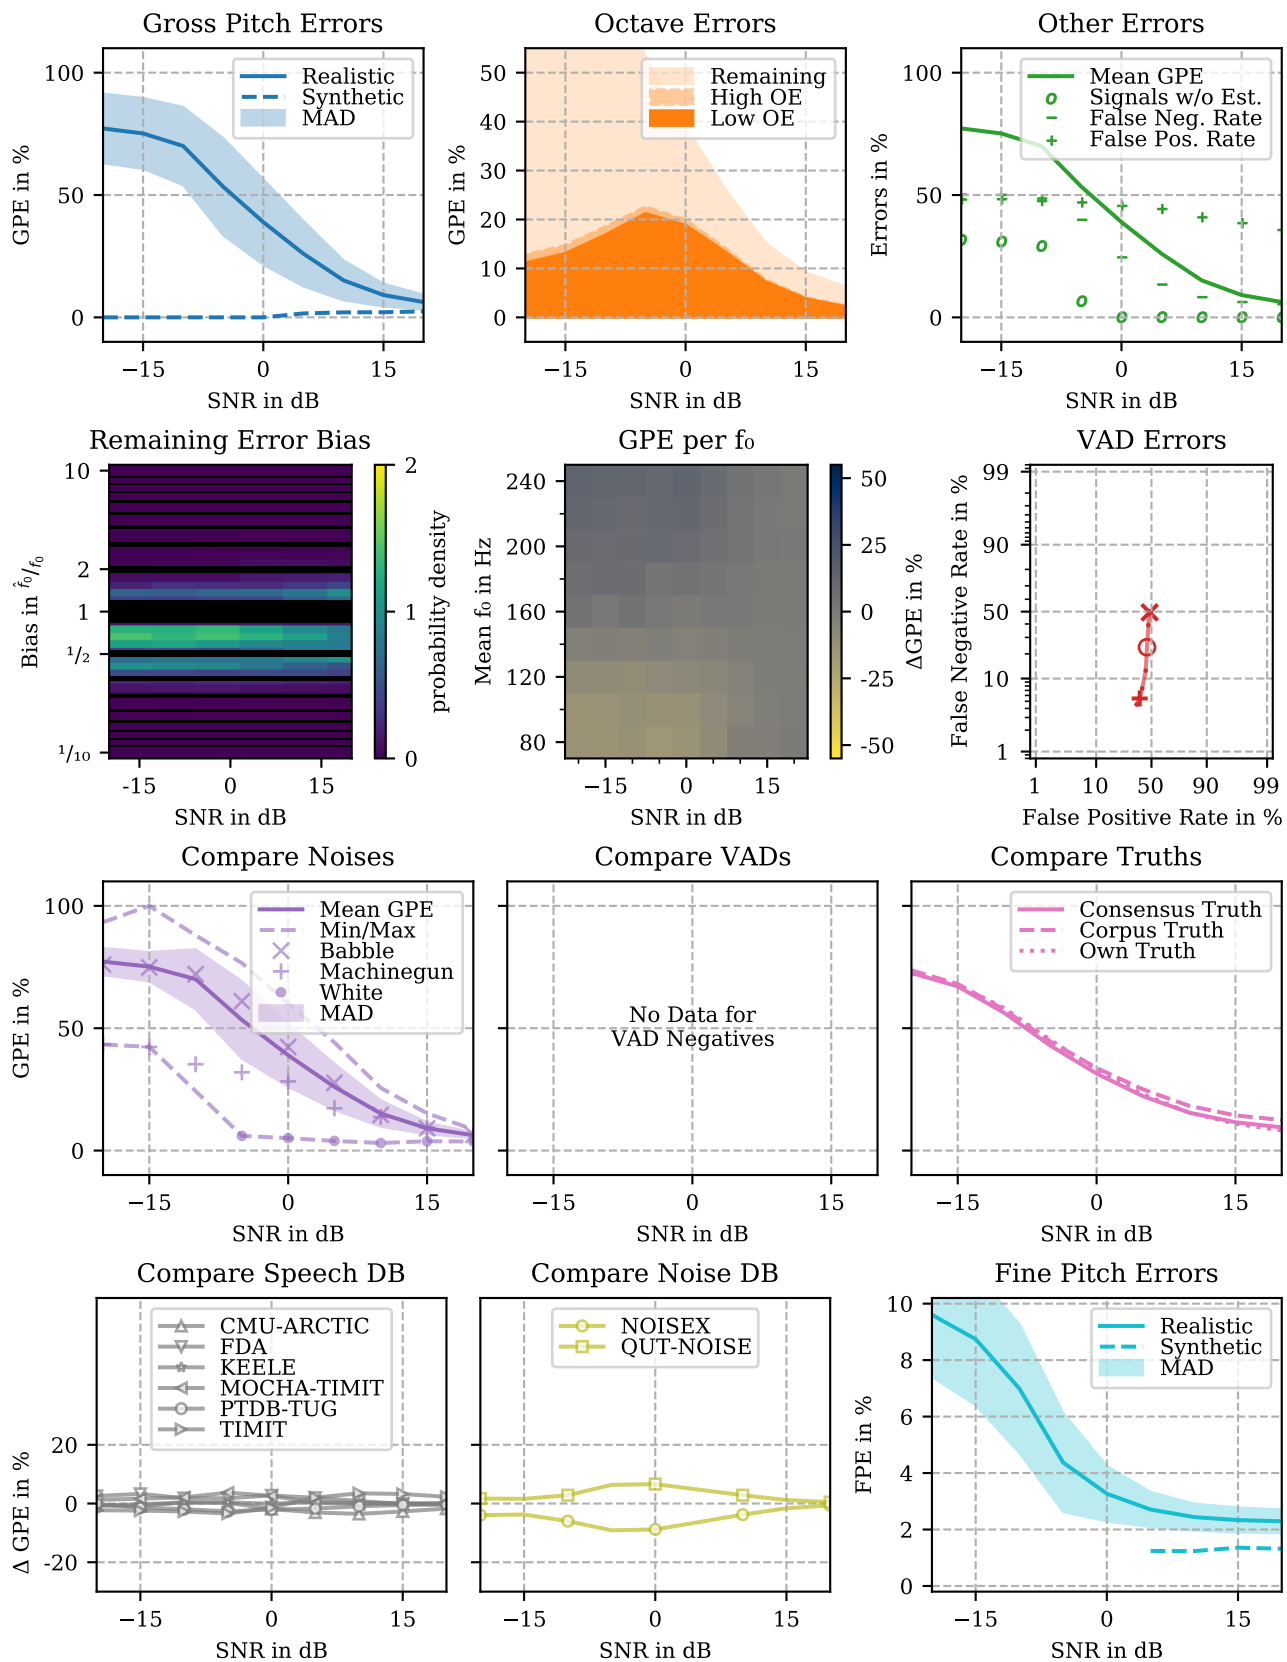 Gross Pitch Errors
Octave Errors
Other Errors
100
50
0
GPE in %
Realistic
Synthetic
MAD
−15
0
15
SNR in dB
50
40
30
20
10
0
GPE in %
Remaining
High OE
Low OE
−15
0
15
SNR in dB
100
50
0
Errors in %
Mean GPE
Signals w/o Est.
False Neg. Rate
False Pos. Rate
−15
0
15
SNR in dB
Remaining Error Bias
GPE per f₀
VAD Errors
10
2
1
¹/₂
¹/₁₀
Bias in f̂₀/f₀
-15
0
15
SNR in dB
2
1
0
probability density
240
200
160
120
80
Mean f₀ in Hz
−15
0
15
SNR in dB
50
25
0
-25
-50
ΔGPE in %
99
90
50
10
1
False Negative Rate in %
1
10
50
90
99
False Positive Rate in %
Compare Noises
Compare VADs
Compare Truths
100
50
0
GPE in %
Mean GPE
Min/Max
Babble
Machinegun
White
MAD
−15
0
15
SNR in dB
No Data for
VAD Negatives
−15
0
15
SNR in dB
Consensus Truth
Corpus Truth
Own Truth
−15
0
15
SNR in dB
Compare Speech DB
Compare Noise DB
Fine Pitch Errors
20
0
-20
Δ GPE in %
CMU-ARCTIC
FDA
KEELE
MOCHA-TIMIT
PTDB-TUG
TIMIT
−15
0
15
SNR in dB
NOISEX
QUT-NOISE
−15
0
15
SNR in dB
10
8
6
4
2
0
FPE in %
Realistic
Synthetic
MAD
−15
0
15
SNR in dB